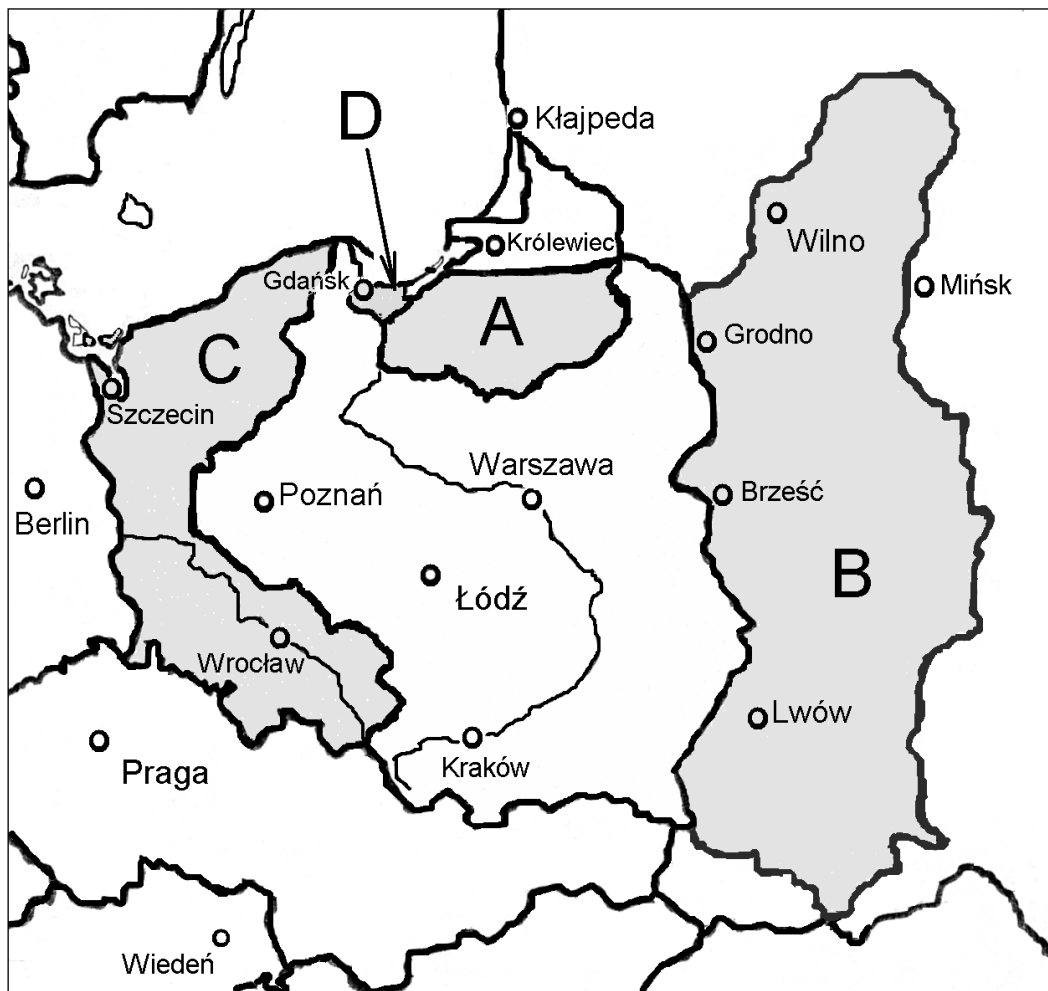 D
Kłajpeda
Wilno
Królewiec
Gdańsk
Mińsk
A
Grodno
C
Szczecin
Warszawa
Poznań
Brześć
Berlin
B
Łódź
Wrocław
Lwów
Praga
Kraków
Wiedeń